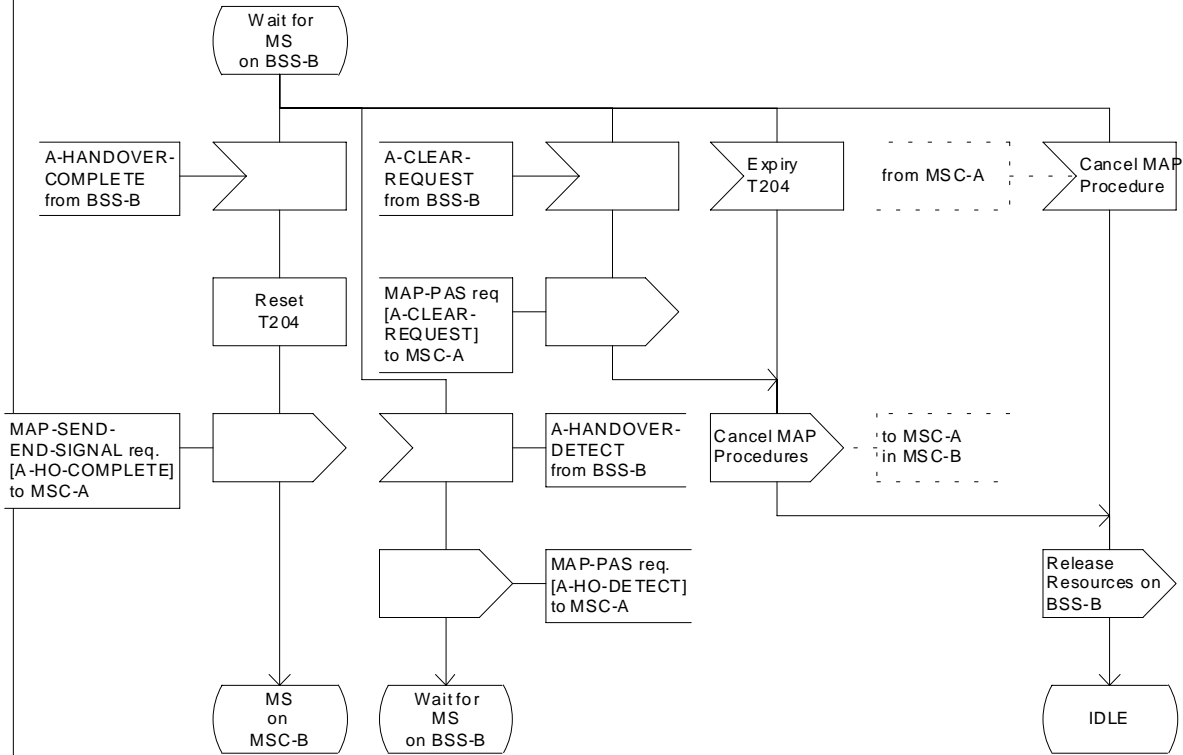 Wait for
MS
on BSS-B
A-HANDOVER-
COMPLETE
from BSS-B
A-CLEAR-
REQUEST
from BSS-B
Expiry
T204
from MSC-A
Cancel MAP
Procedure
Reset
T204
MAP-PAS req
[A-CLEAR-
REQUEST]
to MSC-A
MAP-SEND-
END-SIGNAL req.
[A-HO-COMPLETE]
to MSC-A
A-HANDOVER-
DETECT
from BSS-B
Cancel MAP
Procedures
to MSC-A
in MSC-B
MAP-PAS req.
[A-HO-DETECT]
to MSC-A
Release
Resources on
BSS-B
MS
on
MSC-B
Wait for
MS
on BSS-B
IDLE